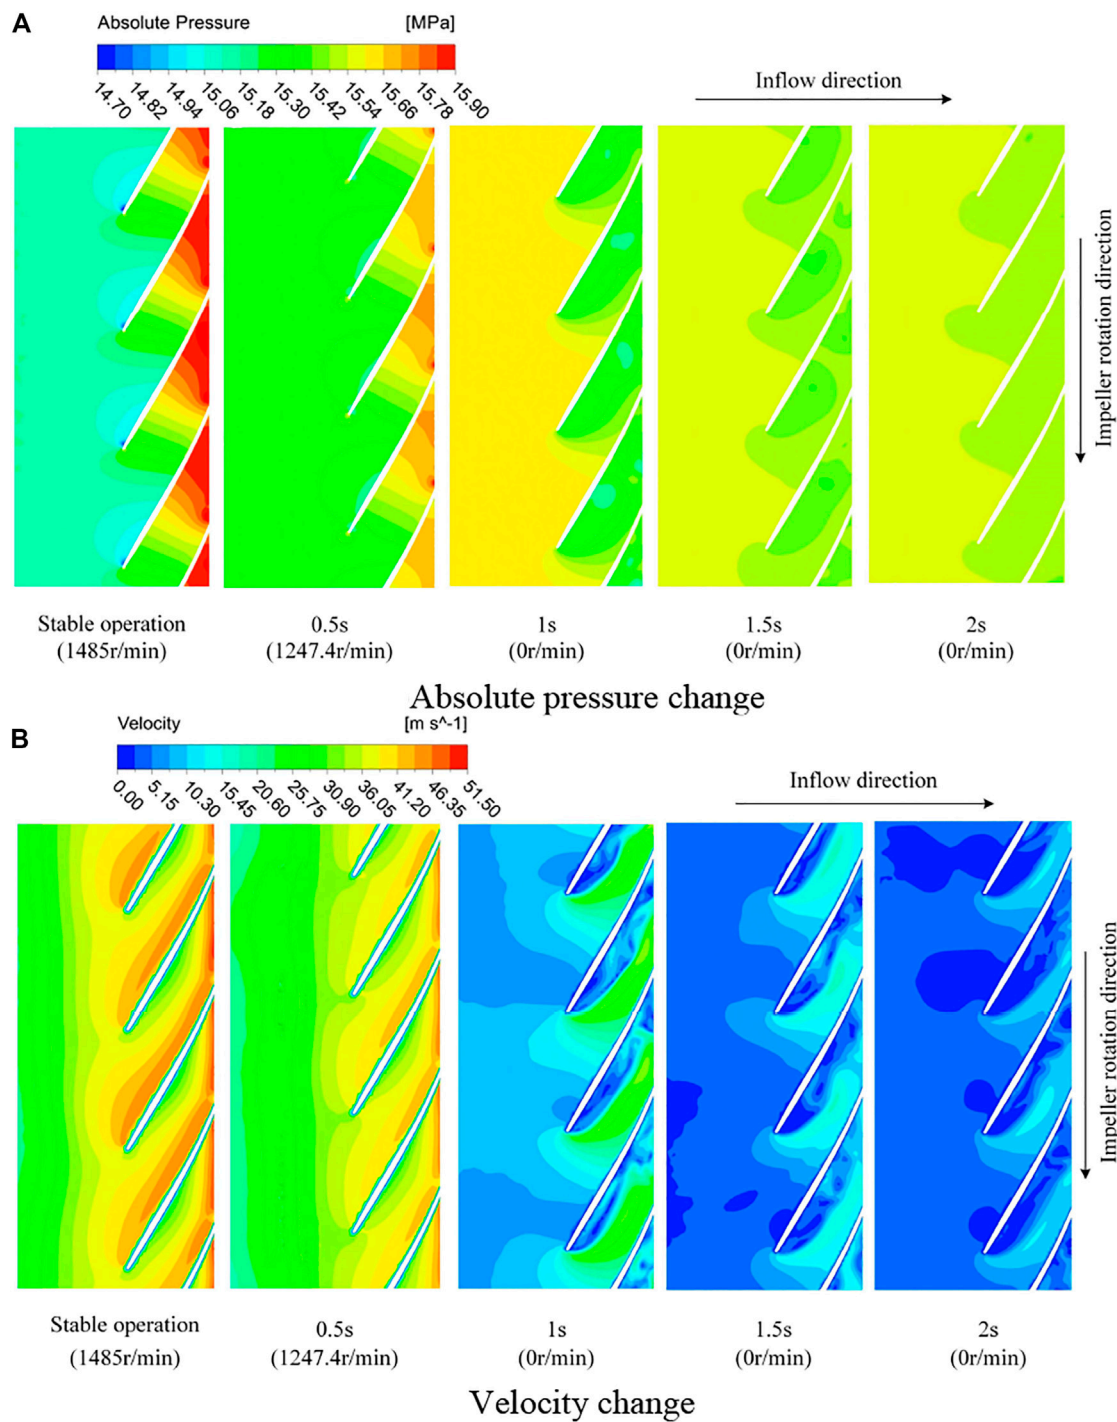 A
Absolute Pressure [MPa]
14.70 14.82 14.94 15.06 15.18 15.30 15.42 15.54 15.66 15.78 15.90
Inflow direction
Impeller rotation direction
Stable operation 0.5s 1s 1.5s 2s
(1485r/min) (1247.4r/min) (0r/min) (0r/min) (0r/min)
Absolute pressure change
B
Velocity [m s^-1]
0.00 5.15 10.30 15.45 20.60 25.75 30.90 36.05 41.20 46.35 51.50
Inflow direction
Impeller rotation direction
Stable operation 0.5s 1s 1.5s 2s
(1485r/min) (1247.4r/min) (0r/min) (0r/min) (0r/min)
Velocity change